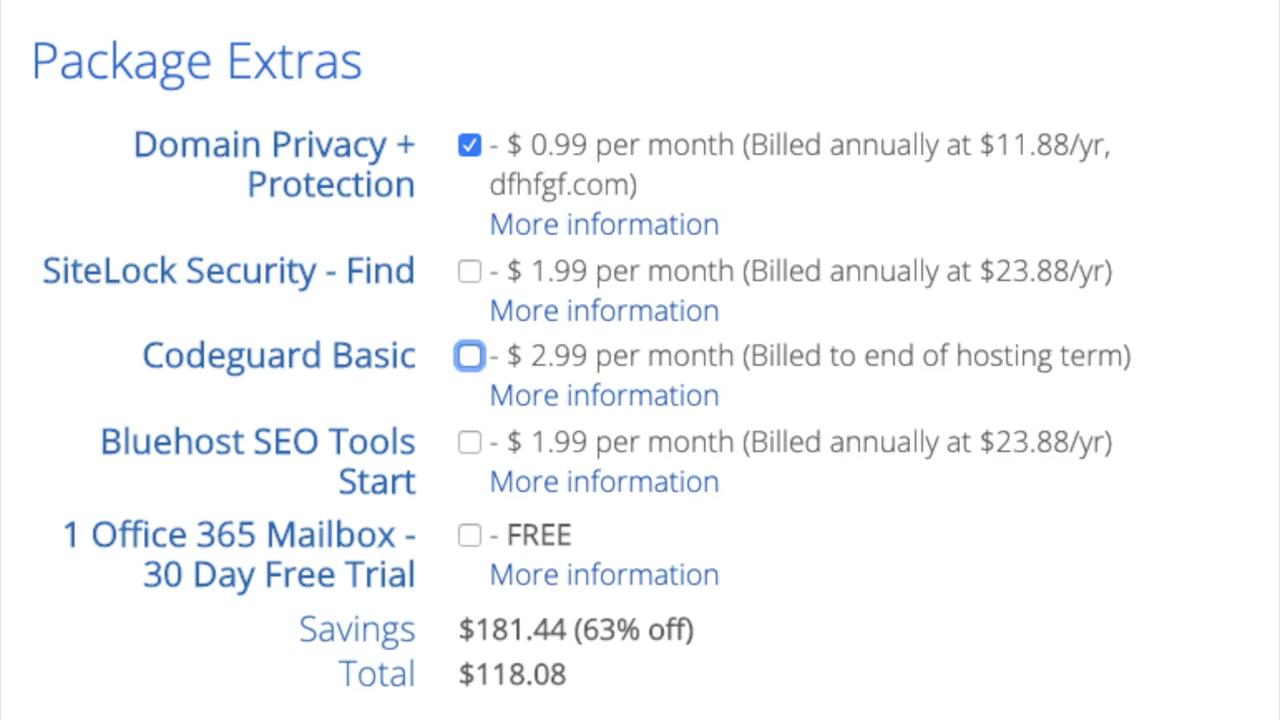 Package Extras
Domain Privacy + - $ 0.99 per month (Billed annually at $11.88/yr,
Protection dfhfgf.com)
More information
SiteLock Security - Find - $ 1.99 per month (Billed annually at $23.88/yr)
More information
Codeguard Basic - $ 2.99 per month (Billed to end of hosting term)
More information
Bluehost SEO Tools - $ 1.99 per month (Billed annually at $23.88/yr)
Start More information
1 Office 365 Mailbox - - FREE
30 Day Free Trial More information
Savings $181.44 (63% off)
Total $118.08